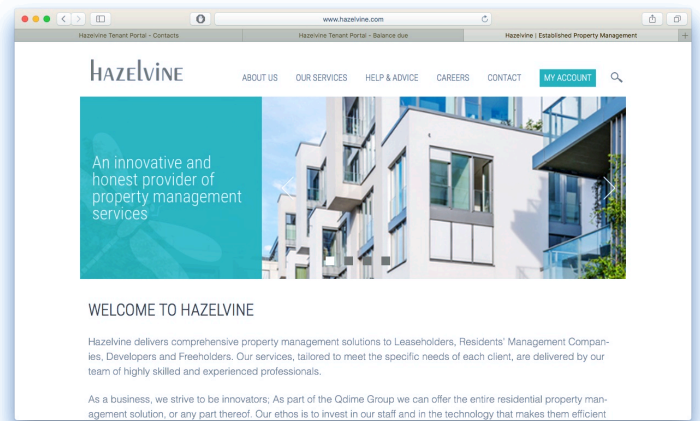 www.hazelvine.com
Hazelvine Tenant Portal – Contacts
Hazelvine Tenant Portal – Balance due
Hazelvine | Established Property Management
HAZELVINE
ABOUT US
OUR SERVICES
HELP & ADVICE
CAREERS
CONTACT
MY ACCOUNT
An innovative and
honest provider of
property management
services
WELCOME TO HAZELVINE
Hazelvine delivers comprehensive property management solutions to Leaseholders, Residents' Management Compan-
ies, Developers and Freeholders. Our services, tailored to meet the specific needs of each client, are delivered by our
team of highly skilled and experienced professionals.
As a business, we strive to be innovators; As part of the Qdime Group we can offer the entire residential property man-
agement solution, or any part thereof. Our ethos is to invest in our staff and in the technology that makes them efficient